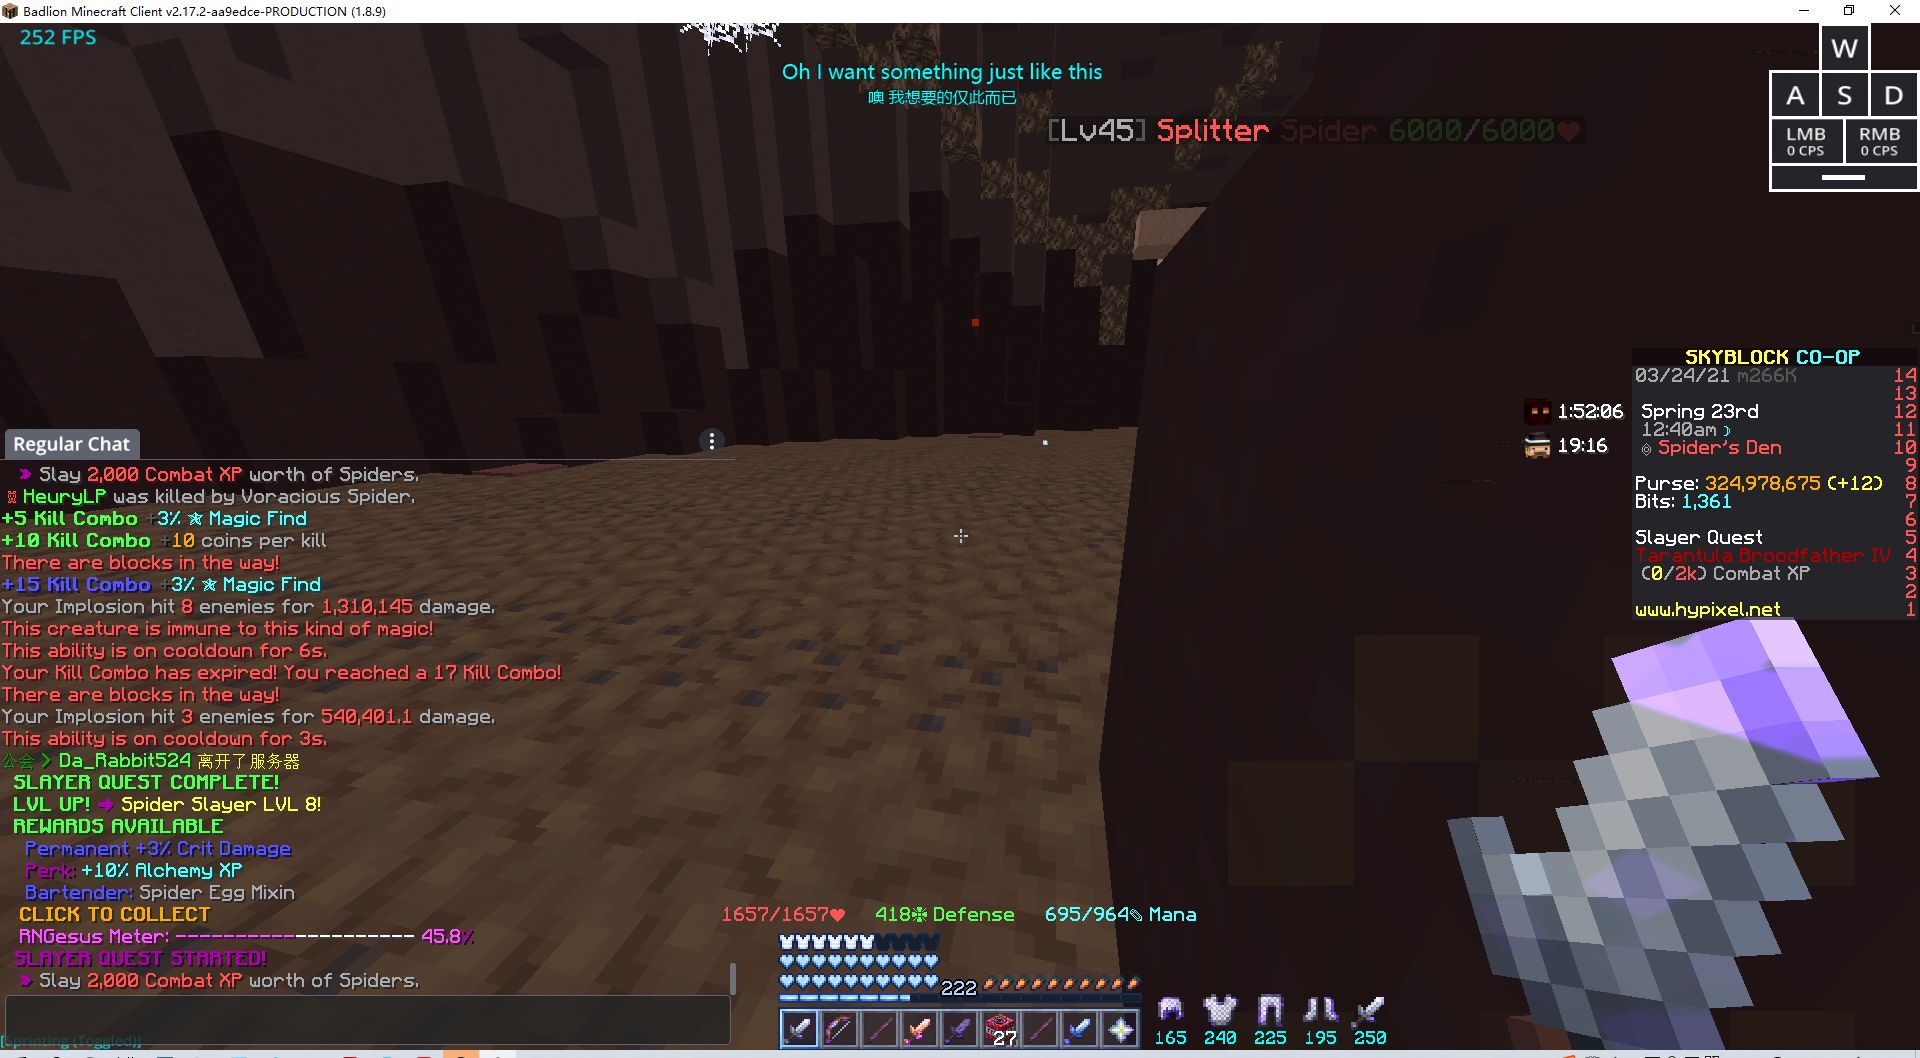 Badlion Minecraft Client v2.17.2-aa9edce-PRODUCTION (1.8.9)
252 FPS
Oh I want something just like this
噢 我想要的仅此而已
[Lv45] Splitter Spider 6000/6000❤
W
A S D
LMB RMB
0 CPS 0 CPS
SKYBLOCK CO-OP
03/24/21 m266K 14
13
1:52:06 Spring 23rd 12
12:40am ☽ 11
19:16 Spider's Den 10
9
Purse: 324,978,675 (+12) 8
Bits: 1,361 7
6
Slayer Quest 5
Tarantula Broodfather IV 4
(0/2k) Combat XP 3
2
www.hypixel.net 1
Regular Chat
Slay 2,000 Combat XP worth of Spiders.
HeuryLP was killed by Voracious Spider.
+5 Kill Combo +3% ✯ Magic Find
+10 Kill Combo +10 coins per kill
There are blocks in the way!
+15 Kill Combo +3% ✯ Magic Find
Your Implosion hit 8 enemies for 1,310,145 damage.
This creature is immune to this kind of magic!
This ability is on cooldown for 6s.
Your Kill Combo has expired! You reached a 17 Kill Combo!
There are blocks in the way!
Your Implosion hit 3 enemies for 540,401.1 damage.
This ability is on cooldown for 3s.
公会 > Da_Rabbit524 离开了服务器
SLAYER QUEST COMPLETE!
LVL UP! ➜ Spider Slayer LVL 8!
REWARDS AVAILABLE
Permanent +3% Crit Damage
Perk: +10% Alchemy XP
Bartender: Spider Egg Mixin
CLICK TO COLLECT
RNGesus Meter: -------------------- 45.8%
SLAYER QUEST STARTED!
Slay 2,000 Combat XP worth of Spiders.
[Sprinting (Toggled)]
1657/1657❤ 418❈ Defense 695/964✎ Mana
222
27
165 240 225 195 250